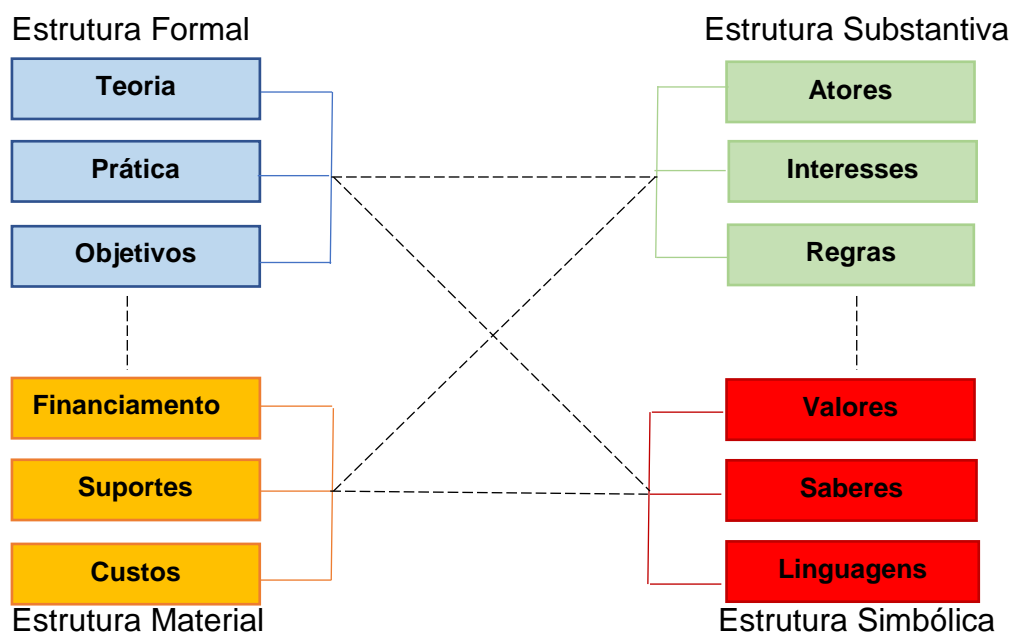 Estrutura Formal
Teoria
Prática
Objetivos
Estrutura Substantiva
Atores
Interesses
Regras
Financiamento
Suportes
Custos
Estrutura Material
Valores
Saberes
Linguagens
Estrutura Simbólica